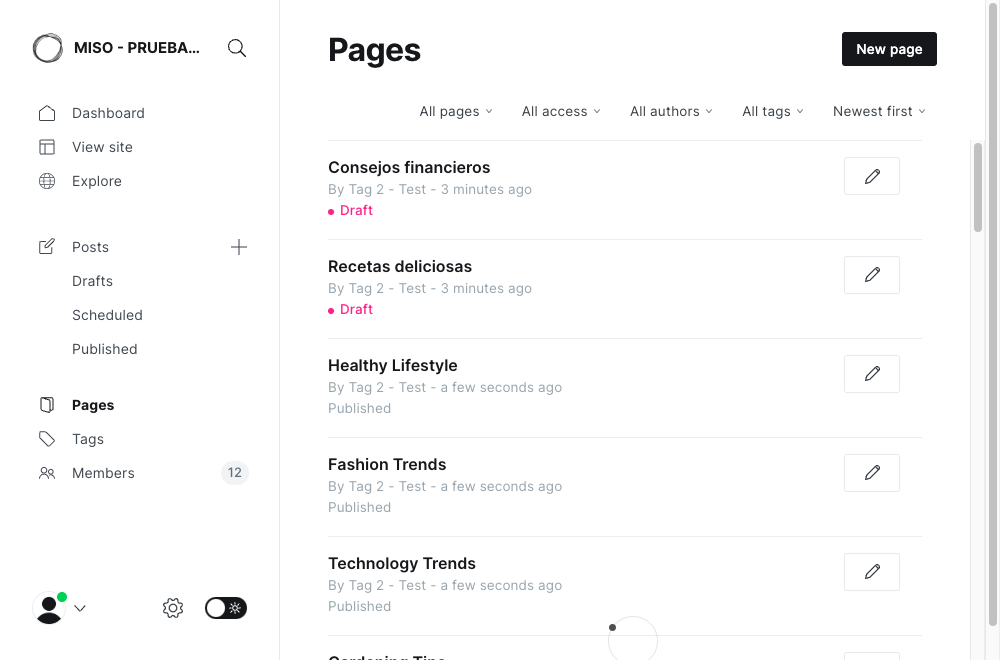 MISO - PRUEBA...
Dashboard
View site
Explore
Posts
Drafts
Scheduled
Published
Pages
Tags
Members
12
Pages
New page
All pages
All access
All authors
All tags
Newest first
Consejos financieros
By Tag 2 - Test - 3 minutes ago
Draft
Recetas deliciosas
By Tag 2 - Test - 3 minutes ago
Draft
Healthy Lifestyle
By Tag 2 - Test - a few seconds ago
Published
Fashion Trends
By Tag 2 - Test - a few seconds ago
Published
Technology Trends
By Tag 2 - Test - a few seconds ago
Published
Gardening Tips